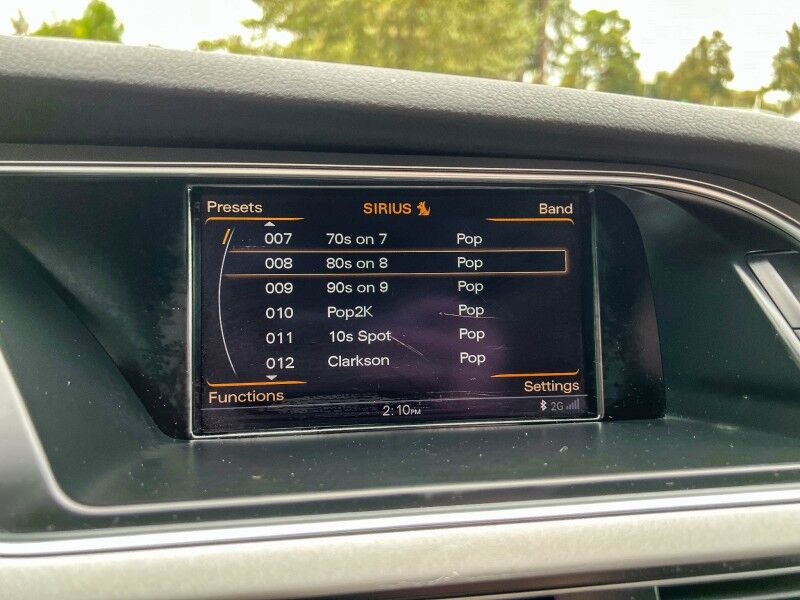 Presets SIRIUS Band
007 70s on 7 Pop
008 80s on 8 Pop
009 90s on 9 Pop
010 Pop2K Pop
011 10s Spot Pop
012 Clarkson Pop
Functions Settings
2:10PM 2G